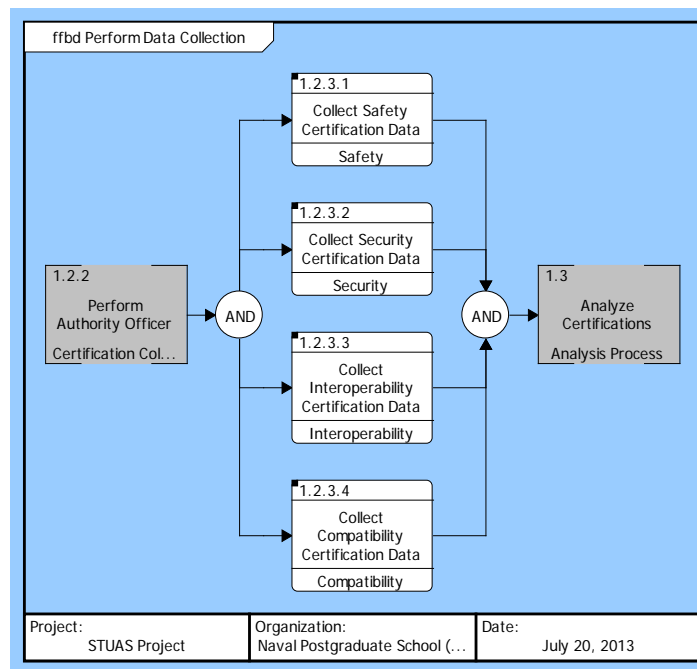 ffbd Perform Data Collection
1.2.3.1
Collect Safety
Certification Data
Safety
1.2.3.2
Collect Security
Certification Data
Security
1.2.2
Perform
Authority Officer
Certification Col...
AND
AND
1.3
Analyze
Certifications
Analysis Process
1.2.3.3
Collect
Interoperability
Certification Data
Interoperability
1.2.3.4
Collect
Compatibility
Certification Data
Compatibility
Project:
STUAS Project
Organization:
Naval Postgraduate School (...
Date:
July 20, 2013